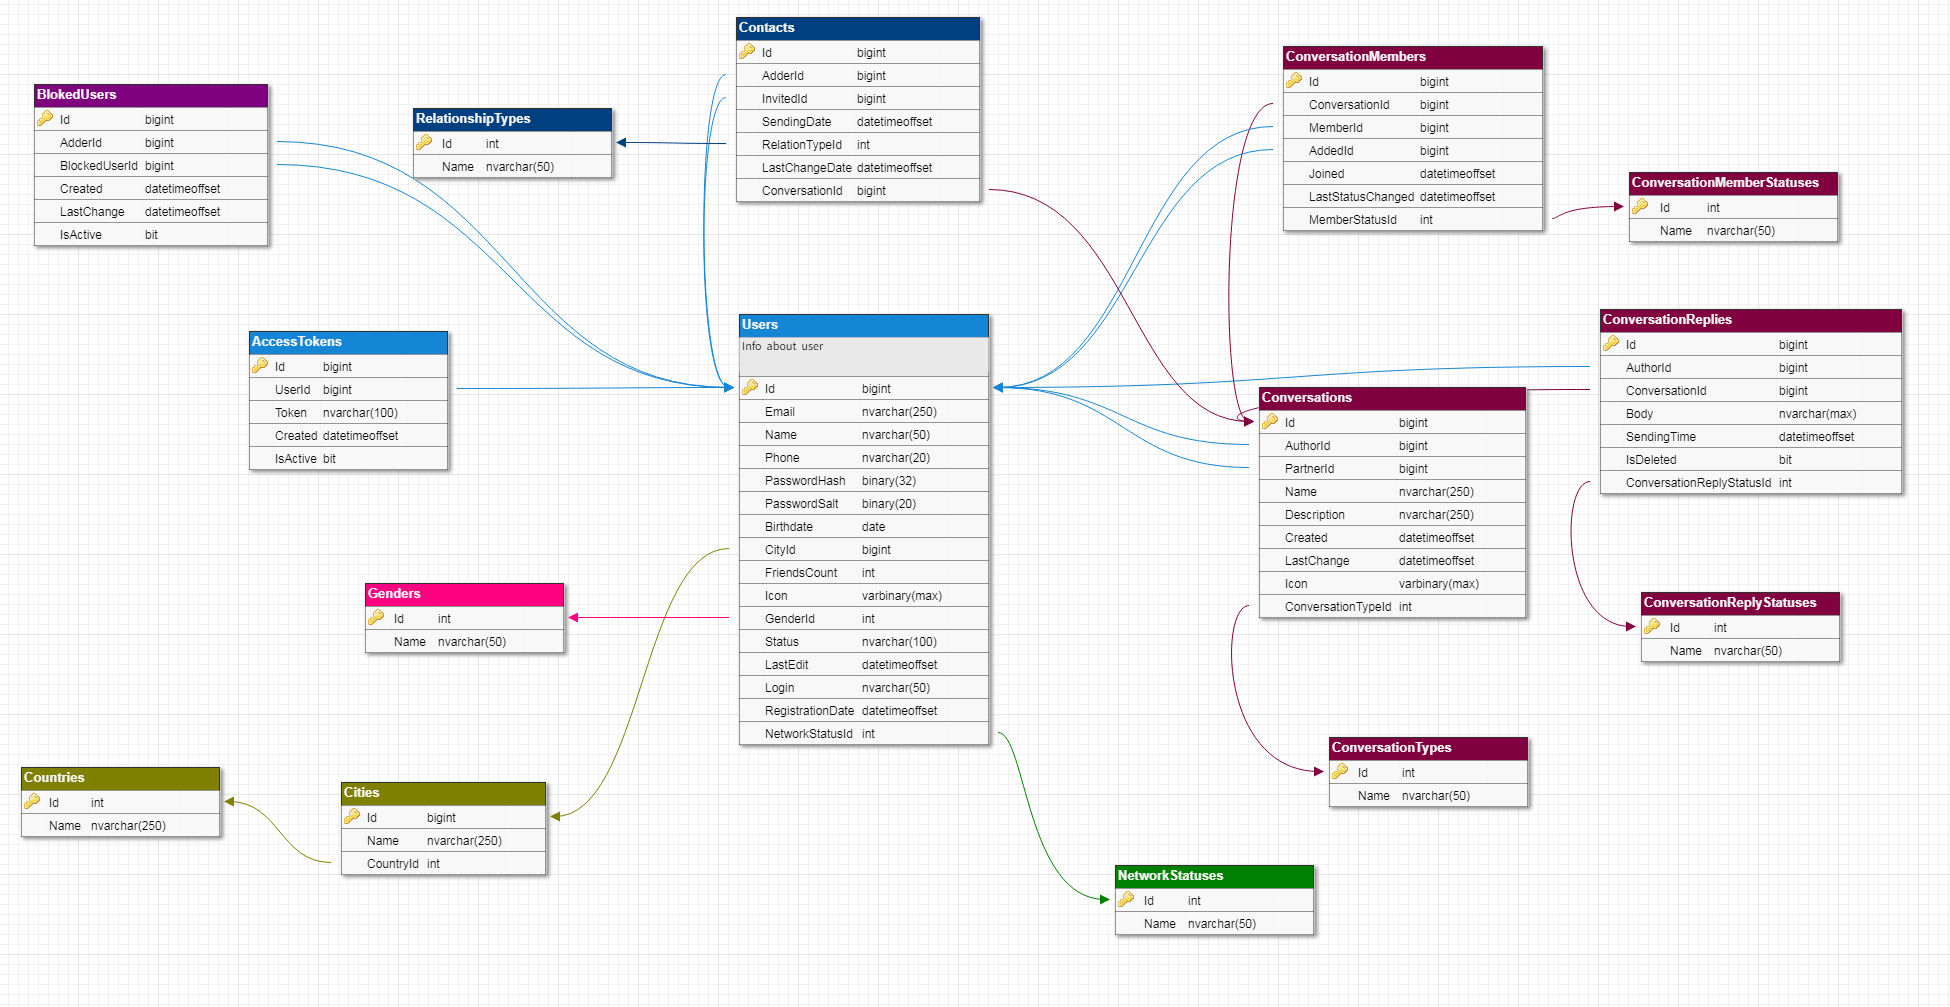 Contacts
Id bigint
AdderId bigint
InvitedId bigint
SendingDate datetimeoffset
RelationTypeId int
LastChangeDate datetimeoffset
ConversationId bigint
ConversationMembers
Id bigint
ConversationId bigint
MemberId bigint
AddedId bigint
Joined datetimeoffset
LastStatusChanged datetimeoffset
MemberStatusId int
BlokedUsers
Id bigint
AdderId bigint
BlockedUserId bigint
Created datetimeoffset
LastChange datetimeoffset
IsActive bit
RelationshipTypes
Id int
Name nvarchar(50)
ConversationMemberStatuses
Id int
Name nvarchar(50)
ConversationReplies
Id bigint
AuthorId bigint
ConversationId bigint
Body nvarchar(max)
SendingTime datetimeoffset
IsDeleted bit
ConversationReplyStatusId int
Users
Info about user
Id bigint
Email nvarchar(250)
Name nvarchar(50)
Phone nvarchar(20)
PasswordHash binary(32)
PasswordSalt binary(20)
Birthdate date
CityId bigint
FriendsCount int
Icon varbinary(max)
GenderId int
Status nvarchar(100)
LastEdit datetimeoffset
Login nvarchar(50)
RegistrationDate datetimeoffset
NetworkStatusId int
AccessTokens
Id bigint
UserId bigint
Token nvarchar(100)
Created datetimeoffset
IsActive bit
Conversations
Id bigint
AuthorId bigint
PartnerId bigint
Name nvarchar(250)
Description nvarchar(250)
Created datetimeoffset
LastChange datetimeoffset
Icon varbinary(max)
ConversationTypeId int
Genders
Id int
Name nvarchar(50)
ConversationReplyStatuses
Id int
Name nvarchar(50)
ConversationTypes
Id int
Name nvarchar(50)
Countries
Id int
Name nvarchar(250)
Cities
Id bigint
Name nvarchar(250)
CountryId int
NetworkStatuses
Id int
Name nvarchar(50)